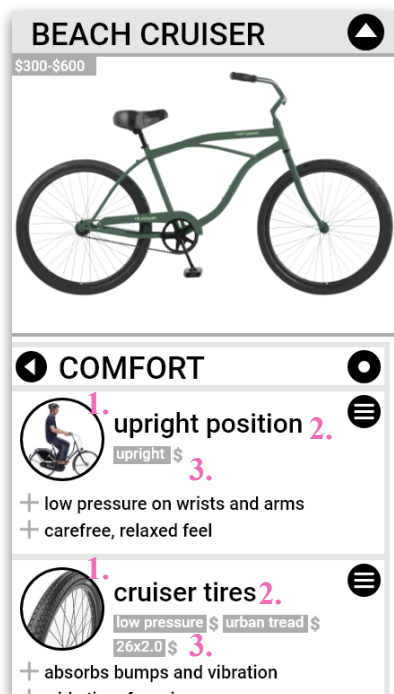 BEACH CRUISER
$300-$600
COMFORT
1.
upright position 2.
upright $ 3.
low pressure on wrists and arms
carefree, relaxed feel
1.
cruiser tires 2.
low pressure $ urban tread $
26x2.0 $ 3.
absorbs bumps and vibration